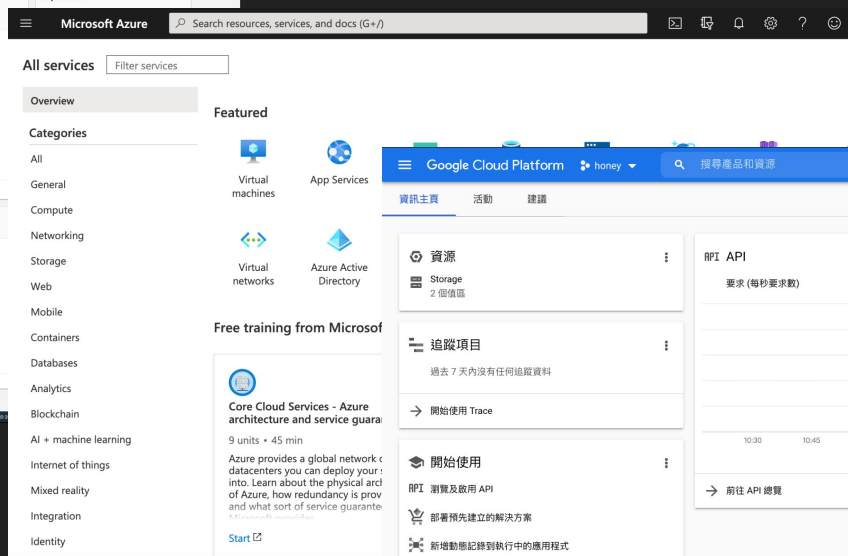 Microsoft Azure
Search resources, services, and docs (G+/)
All services
Filter services
Overview
Categories
All
General
Compute
Networking
Storage
Web
Mobile
Containers
Databases
Analytics
Blockchain
AI + machine learning
Internet of things
Mixed reality
Integration
Identity
Featured
Virtual
machines
App Services
Virtual
networks
Azure Active
Directory
Free training from Microsof
Core Cloud Services - Azure
architecture and service guara
9 units • 45 min
Azure provides a global network
datacenters you can deploy your
into. Learn about the physical arc
of Azure, how redundancy is prov
and what sort of service guarante
Start
Google Cloud Platform
honey
搜尋產品和資源
資訊主頁
活動
建議
資源
Storage
2 個值區
追蹤項目
過去 7 天內沒有任何追蹤資料
開始使用 Trace
開始使用
API 瀏覽及啟用 API
部署預先建立的解決方案
新增動態記錄到執行中的應用程式
API API
要求 (每秒要求數)
10:30
10:45
前往 API 總覽